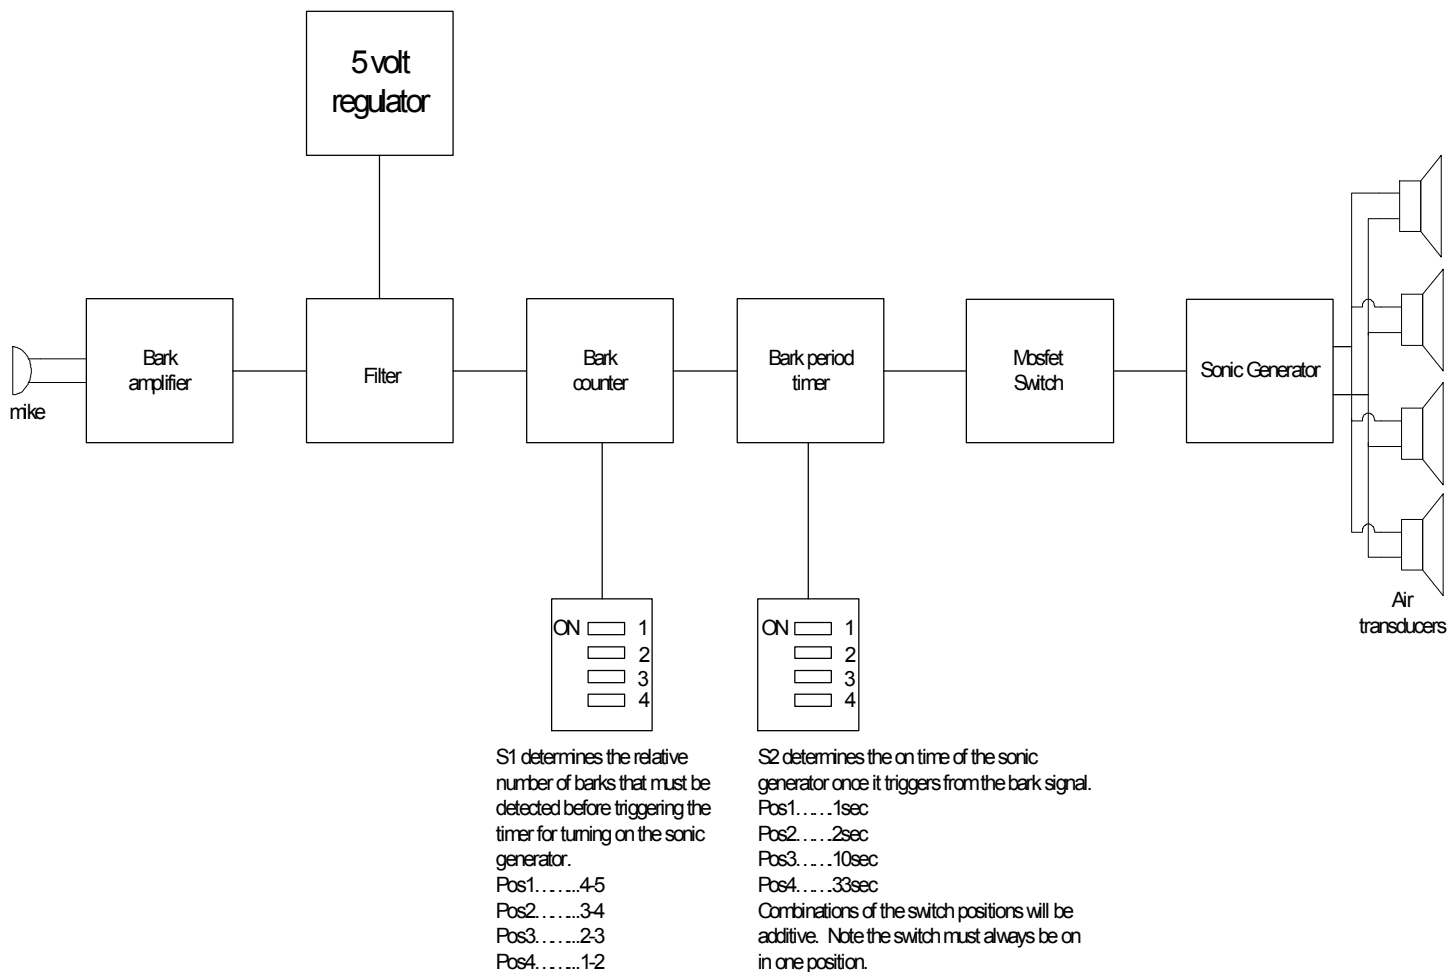 5 volt
regulator
Bark
amplifier
Filter
Bark
counter
Bark period
timer
Mosfet
Switch
Sonic Generator
mike
Air
transducers
ON 1
2
3
4
ON 1
2
3
4
S1 determines the relative
number of barks that must be
detected before triggering the
timer for turning on the sonic
generator.
Pos1……...4-5
Pos2……...3-4
Pos3……...2-3
Pos4……...1-2
S2 determines the on time of the sonic
generator once it triggers from the bark signal.
Pos1…….1sec
Pos2…….2sec
Pos3…….10sec
Pos4…….33sec
Combinations of the switch positions will be
additive. Note the switch must always be on
in one position.